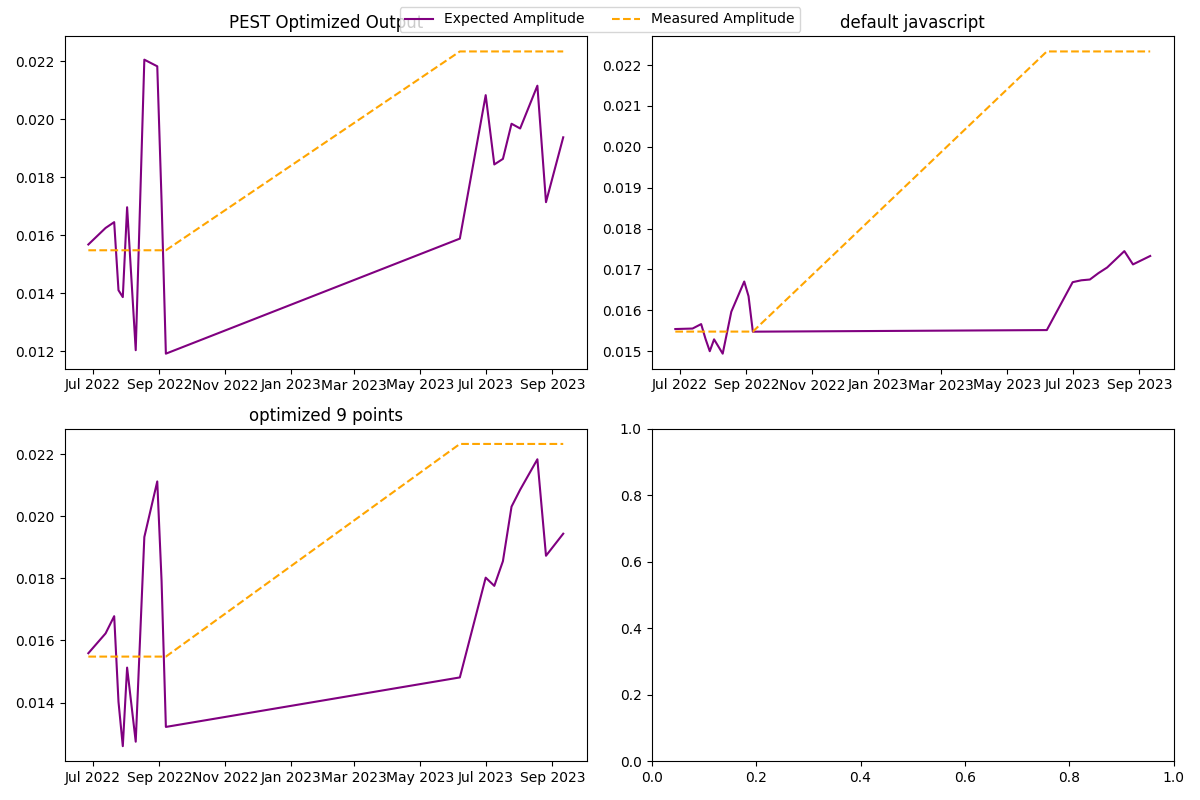 Expected Amplitude
Measured Amplitude
PEST Optimized Output
0.022
0.020
0.018
0.016
0.014
0.012
Jul 2022
Sep 2022
Nov 2022
Jan 2023
Mar 2023
May 2023
Jul 2023
Sep 2023
default javascript
0.022
0.021
0.020
0.019
0.018
0.017
0.016
0.015
Jul 2022
Sep 2022
Nov 2022
Jan 2023
Mar 2023
May 2023
Jul 2023
Sep 2023
optimized 9 points
0.022
0.020
0.018
0.016
0.014
Jul 2022
Sep 2022
Nov 2022
Jan 2023
Mar 2023
May 2023
Jul 2023
Sep 2023
1.0
0.8
0.6
0.4
0.2
0.0
0.0
0.2
0.4
0.6
0.8
1.0